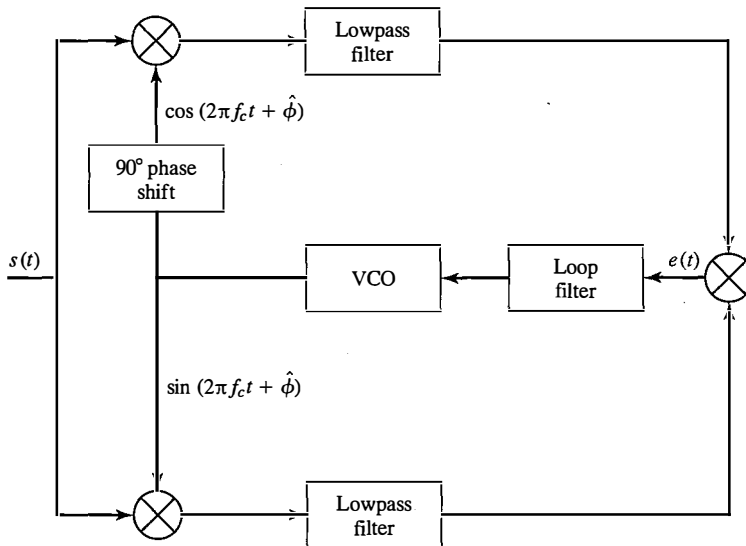 Lowpass
filter
cos (2πf_c t + φ̂)
90° phase
shift
s(t)
VCO
Loop
filter
e(t)
sin (2πf_c t + φ̂)
Lowpass
filter